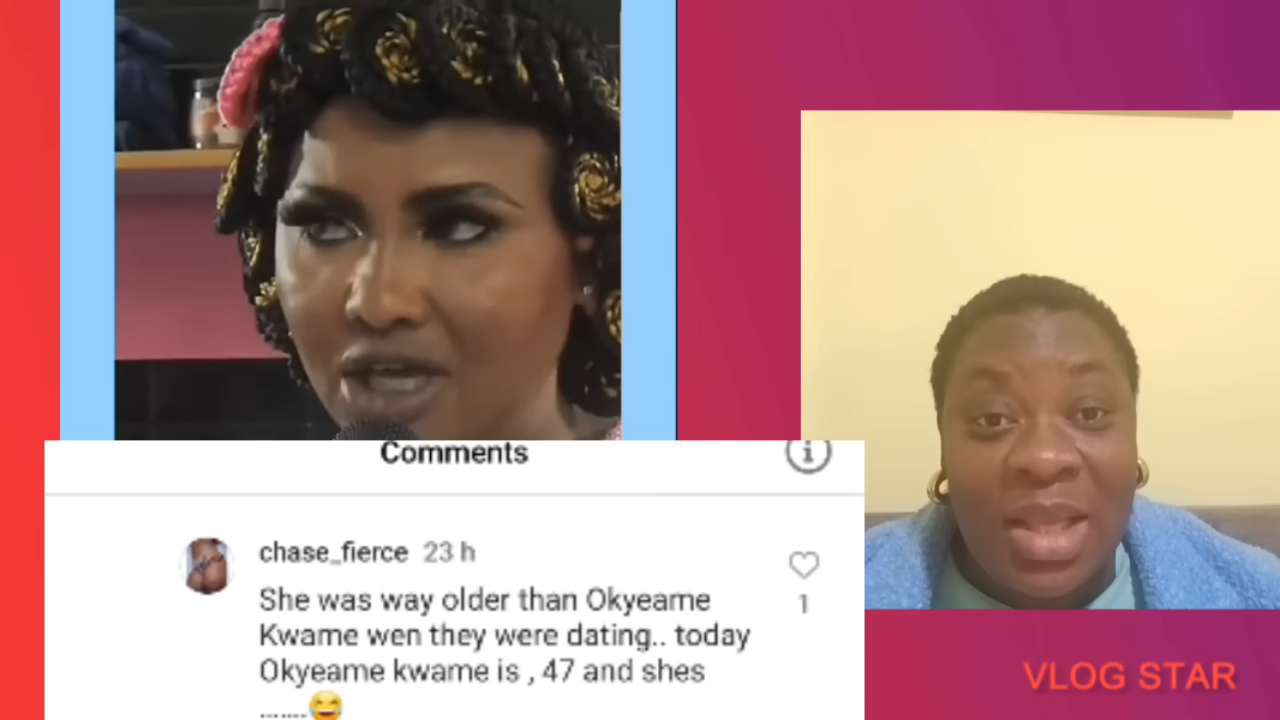 Comments
chase_fierce 23 h
She was way older than Okyeame
Kwame wen they were dating.. today
1
Okyeame kwame is , 47 and shes
.......😂
VLOG STAR